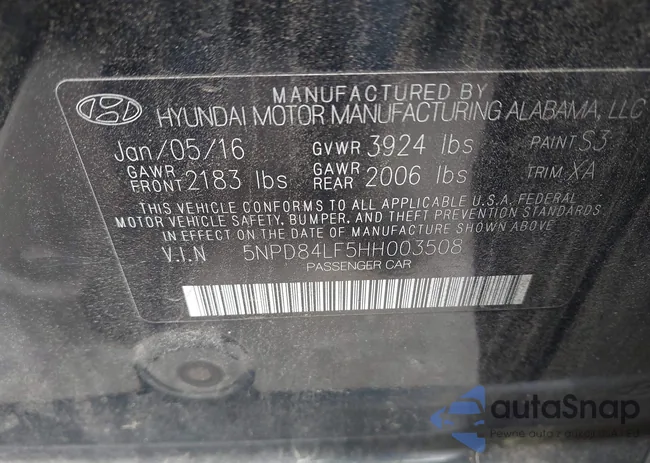 MANUFACTURED BY
HYUNDAI MOTOR MANUFACTURING ALABAMA, LLC
Jan/05/16 GVWR 3924 lbs PAINT S3
GAWR FRONT 2183 lbs GAWR REAR 2006 lbs TRIM XA
THIS VEHICLE CONFORMS TO ALL APPLICABLE U.S.A. FEDERAL
MOTOR VEHICLE SAFETY, BUMPER, AND THEFT PREVENTION
STANDARDS IN EFFECT ON THE DATE OF MANUFACTURE SHOWN ABOVE
V.I.N 5NPD84LF5HH003508
PASSENGER CAR
autaSnap